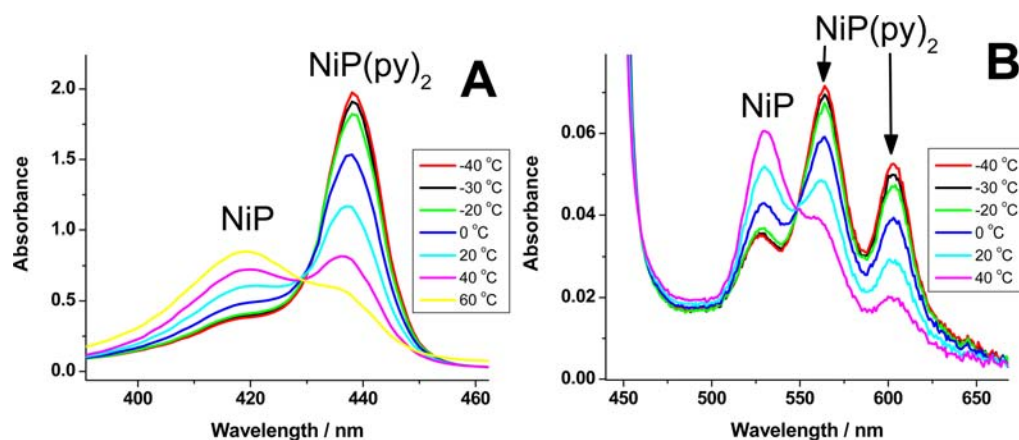 A
NiP(py)₂
NiP
2.0
1.5
1.0
0.5
0.0
Absorbance
400
420
440
460
Wavelength / nm
-40 °C
-30 °C
-20 °C
0 °C
20 °C
40 °C
60 °C
B
NiP(py)₂
NiP
0.06
0.04
0.02
0.00
Absorbance
450
500
550
600
650
Wavelength / nm
-40 °C
-30 °C
-20 °C
0 °C
20 °C
40 °C